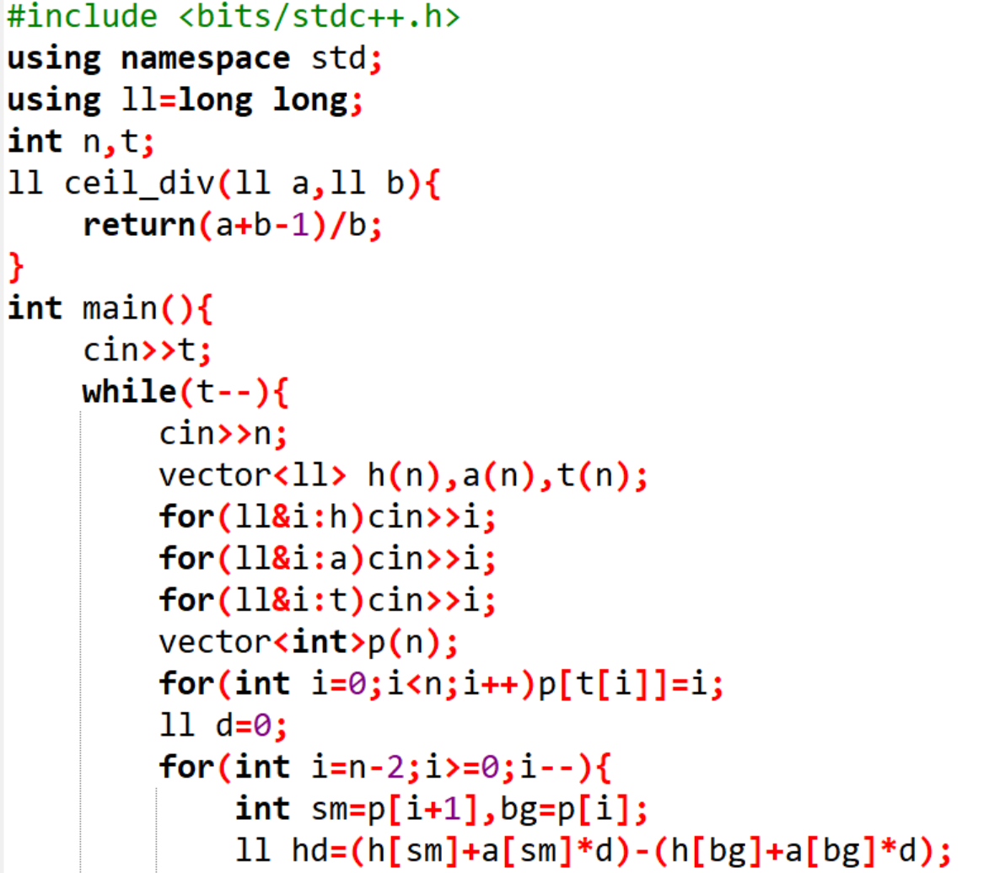 #include <bits/stdc++.h>
using namespace std;
using ll=long long;
int n,t;
ll ceil_div(ll a,ll b){
    return(a+b-1)/b;
}
int main(){
    cin>>t;
    while(t--){
        cin>>n;
        vector<ll> h(n),a(n),t(n);
        for(ll&i:h)cin>>i;
        for(ll&i:a)cin>>i;
        for(ll&i:t)cin>>i;
        vector<int>p(n);
        for(int i=0;i<n;i++)p[t[i]]=i;
        ll d=0;
        for(int i=n-2;i>=0;i--){
            int sm=p[i+1],bg=p[i];
            ll hd=(h[sm]+a[sm]*d)-(h[bg]+a[bg]*d);